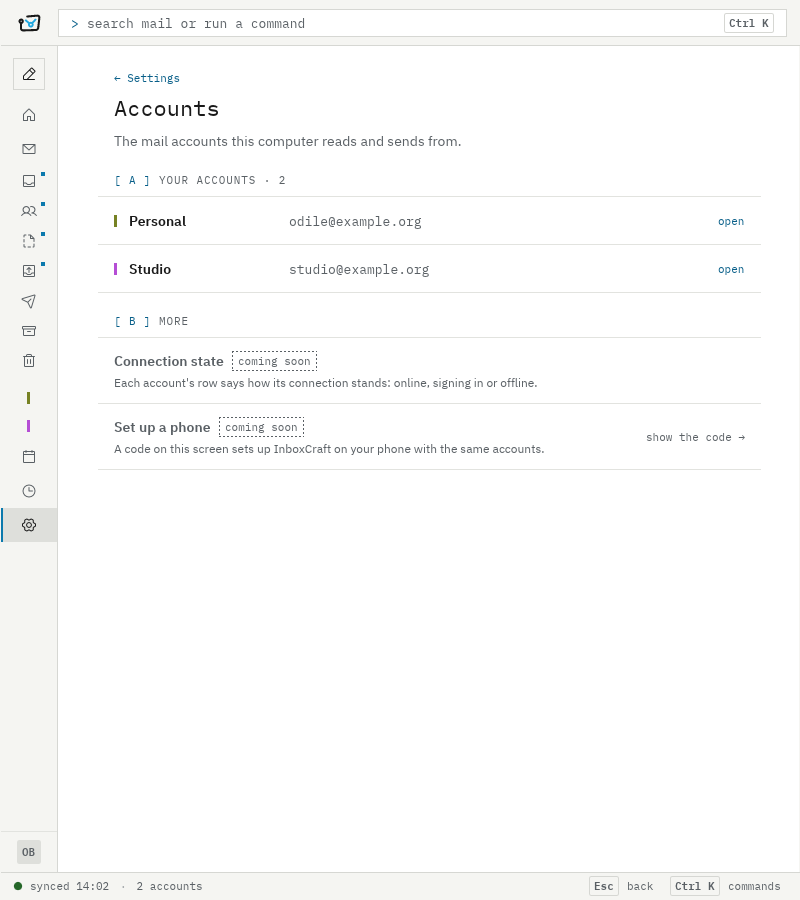 > search mail or run a command Ctrl K
← Settings
Accounts
The mail accounts this computer reads and sends from.
[ A ] YOUR ACCOUNTS · 2
Personal odile@example.org open
Studio studio@example.org open
[ B ] MORE
Connection state coming soon
Each account's row says how its connection stands: online, signing in or offline.
Set up a phone coming soon
show the code →
A code on this screen sets up InboxCraft on your phone with the same accounts.
OB
synced 14:02 · 2 accounts Esc back Ctrl K commands